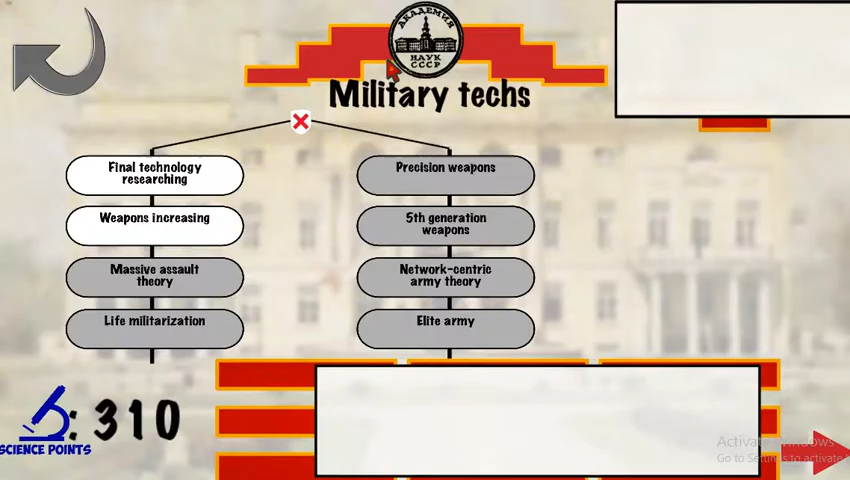 АКАДЕМИЯ
НАУК
СССР
Military techs
Final technology
researching
Precision weapons
Weapons increasing
5th generation
weapons
Massive assault
theory
Network-centric
army theory
Life militarization
Elite army
: 310
SCIENCE POINTS
Activate Windows
Go to Settings to activate